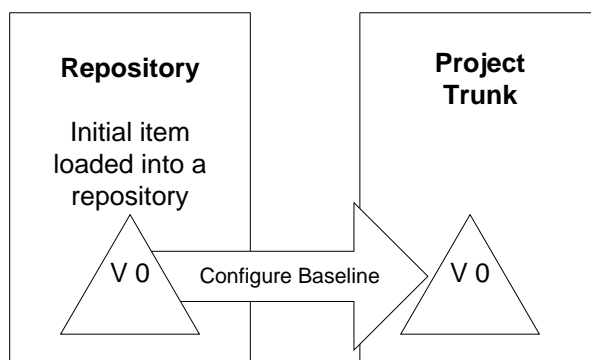 Repository
Initial item
loaded into a
repository
V 0
Configure Baseline
Project
Trunk
V 0